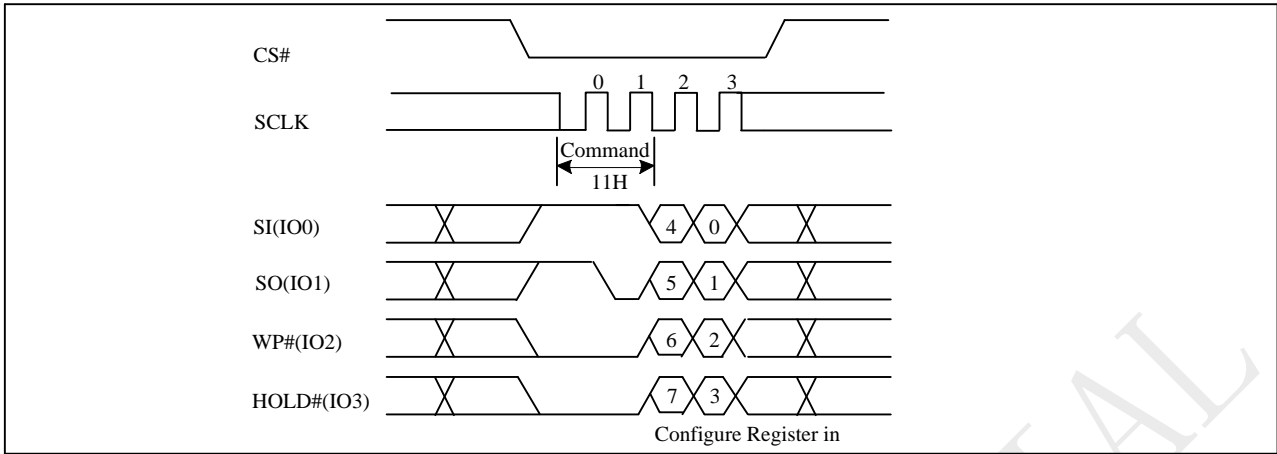 CS#
0 1 2 3
SCLK
Command
11H
SI(IO0) 4 0
SO(IO1) 5 1
WP#(IO2) 6 2
HOLD#(IO3) 7 3
Configure Register in